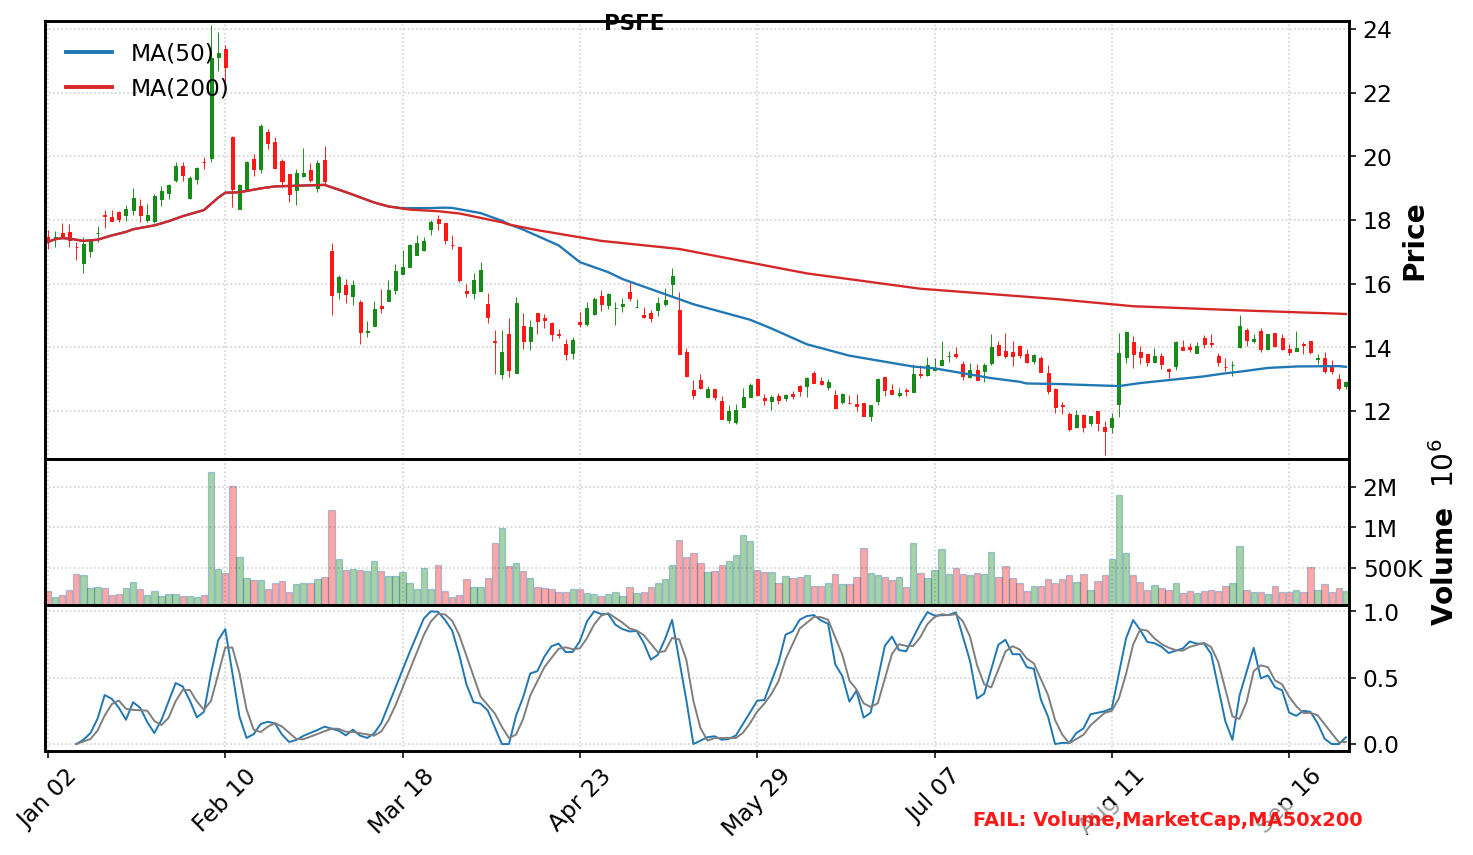 PSFE
MA(50)
MA(200)
24
22
20
18
16
14
12
Price
2M
1M
500K
Volume 10^6
1.0
0.5
0.0
Jan 02
Feb 10
Mar 18
Apr 23
May 29
Jul 07
Aug 11
Sep 16
FAIL: Volume,MarketCap,MA50x200